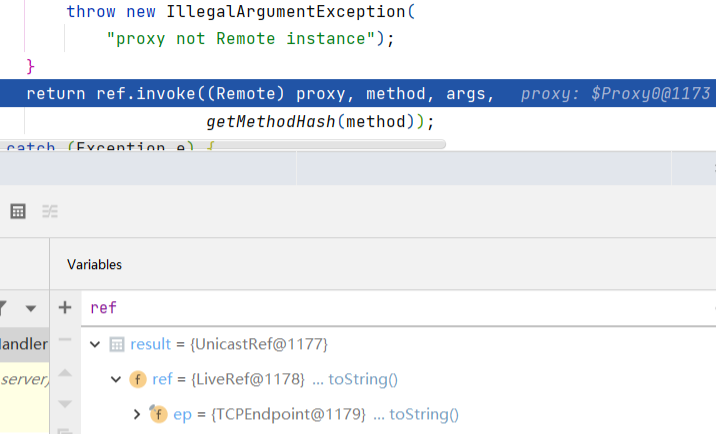 throw new IllegalArgumentException(
"proxy not Remote instance");
}
return ref.invoke((Remote) proxy, method, args, proxy: $Proxy0@1173
getMethodHash(method));
catch (Exception e) {
Variables
ref
Handler
result = {UnicastRef@1177}
server)
ref = {LiveRef@1178} ... toString()
ep = {TCPEndpoint@1179} ... toString()